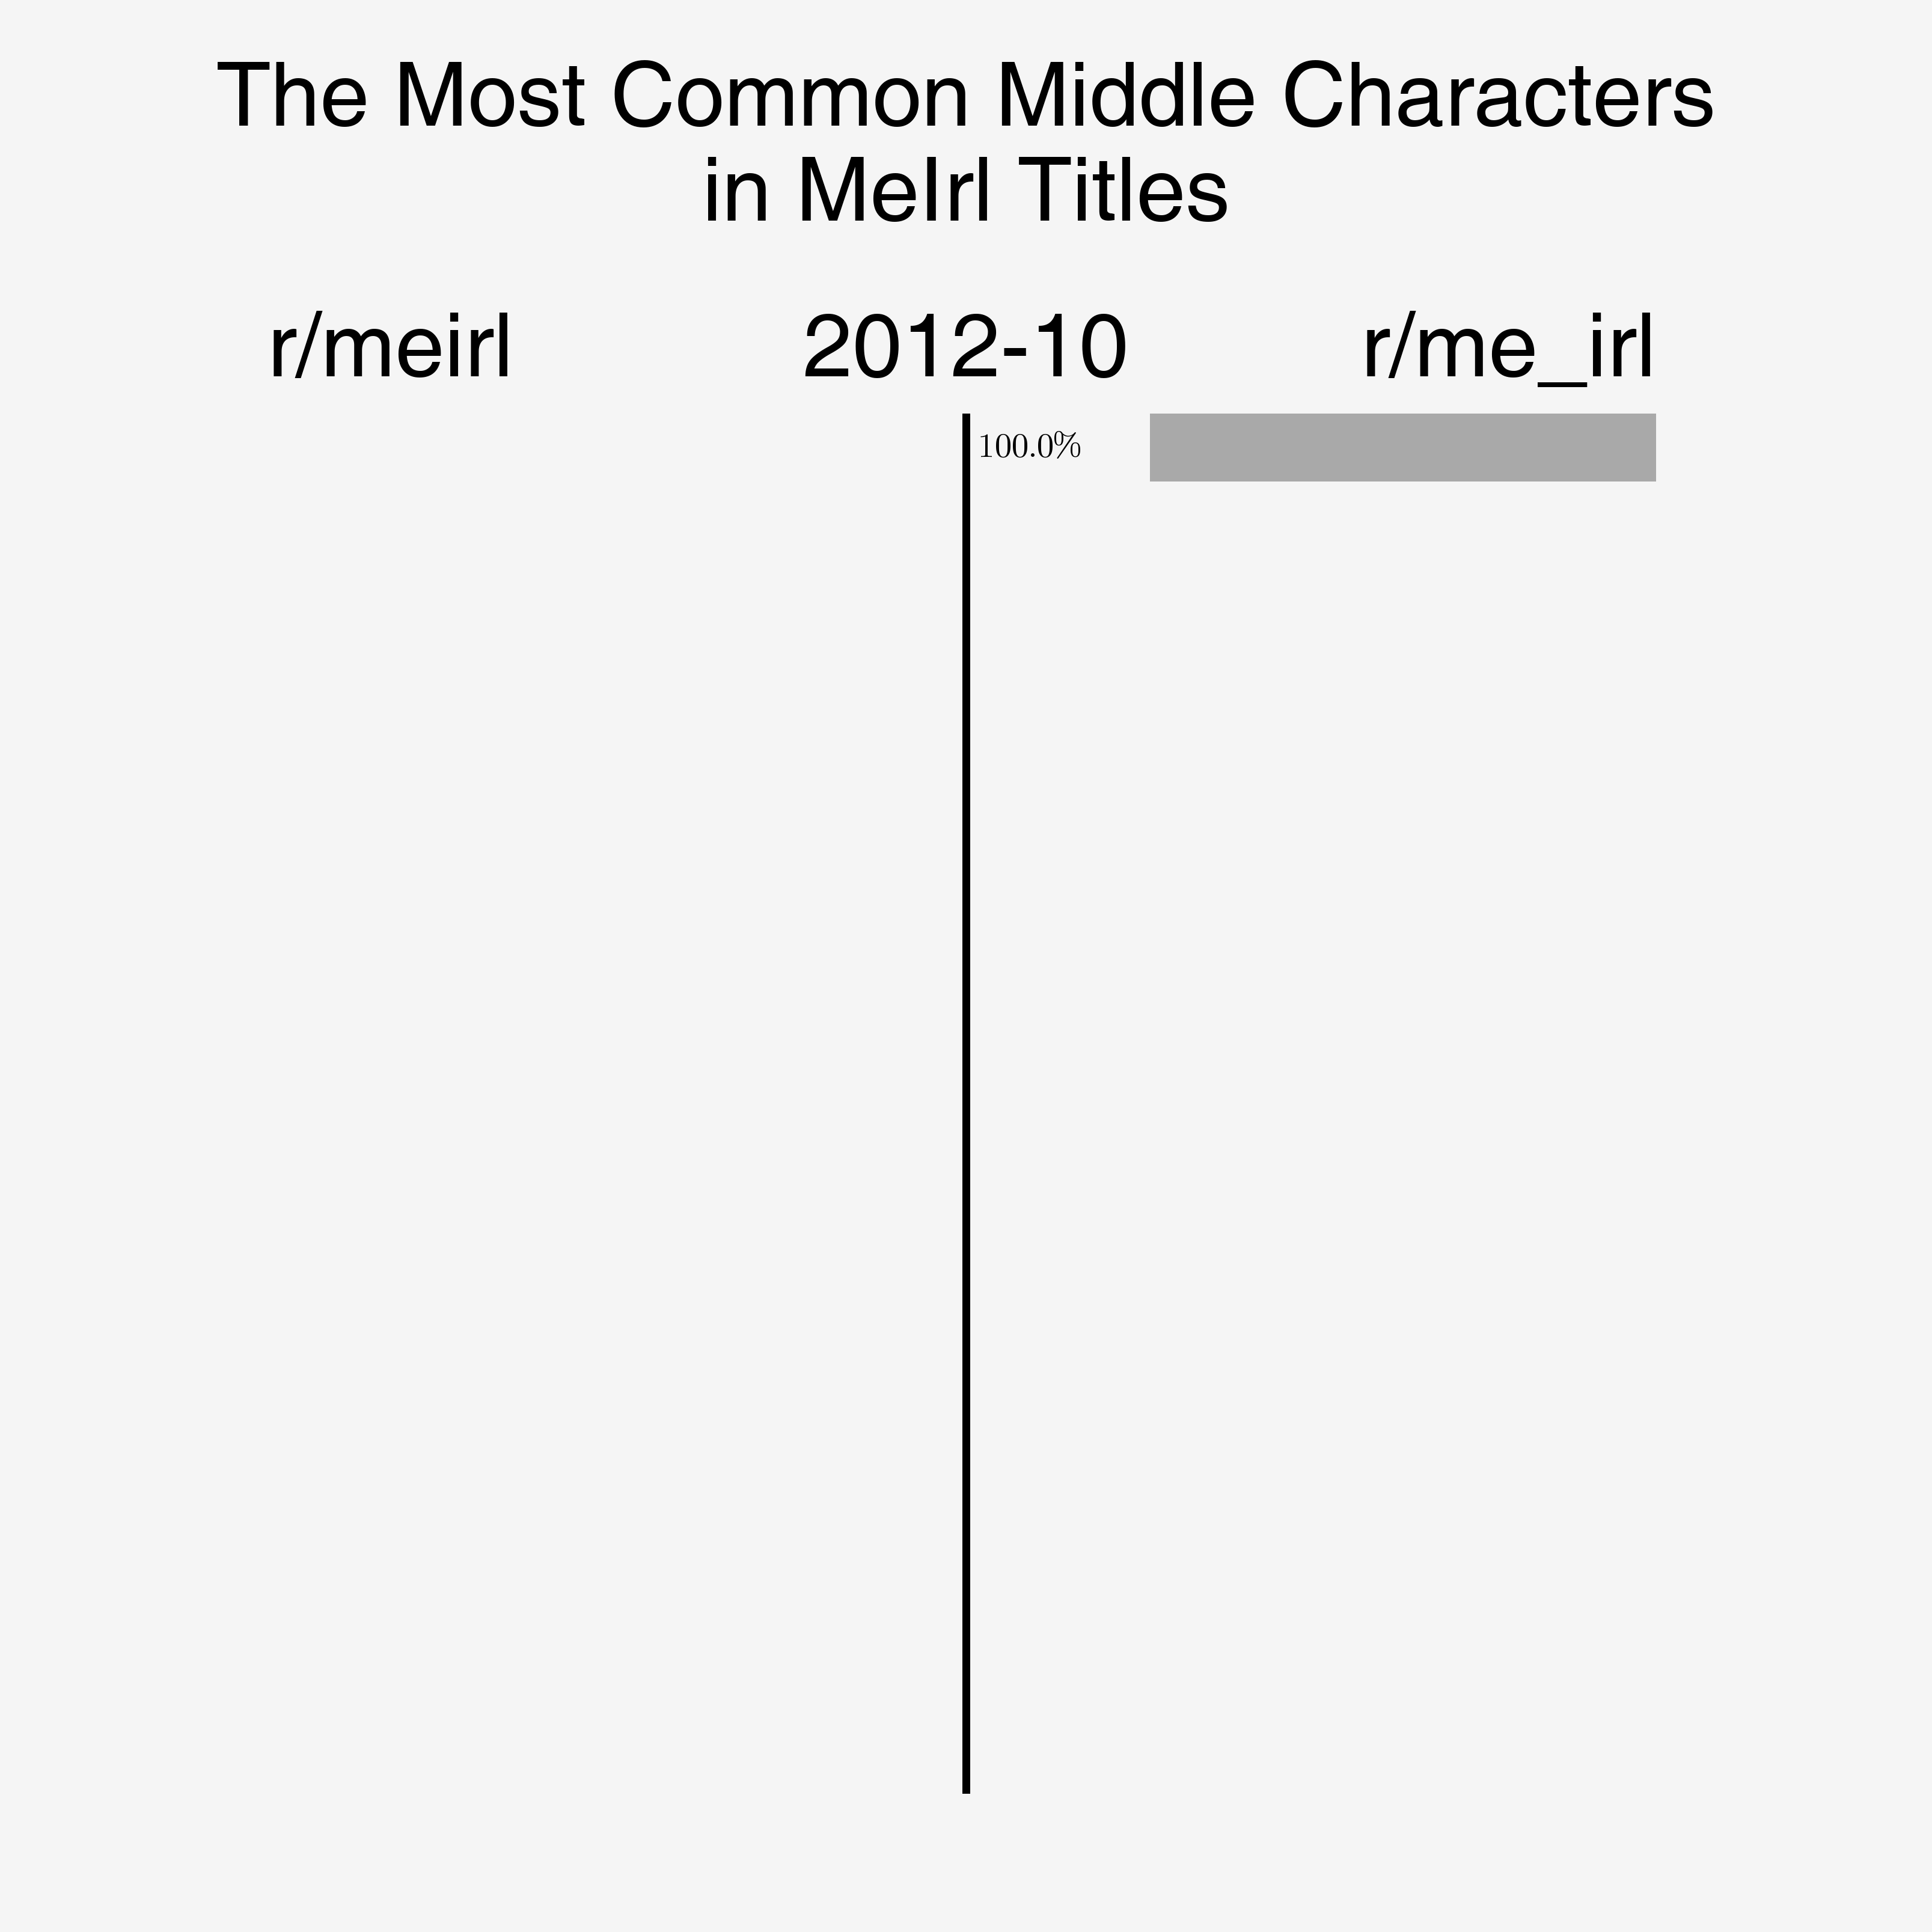 The Most Common Middle Characters
in MeIrl Titles
r/meirl 2012-10 r/me_irl
100.0%